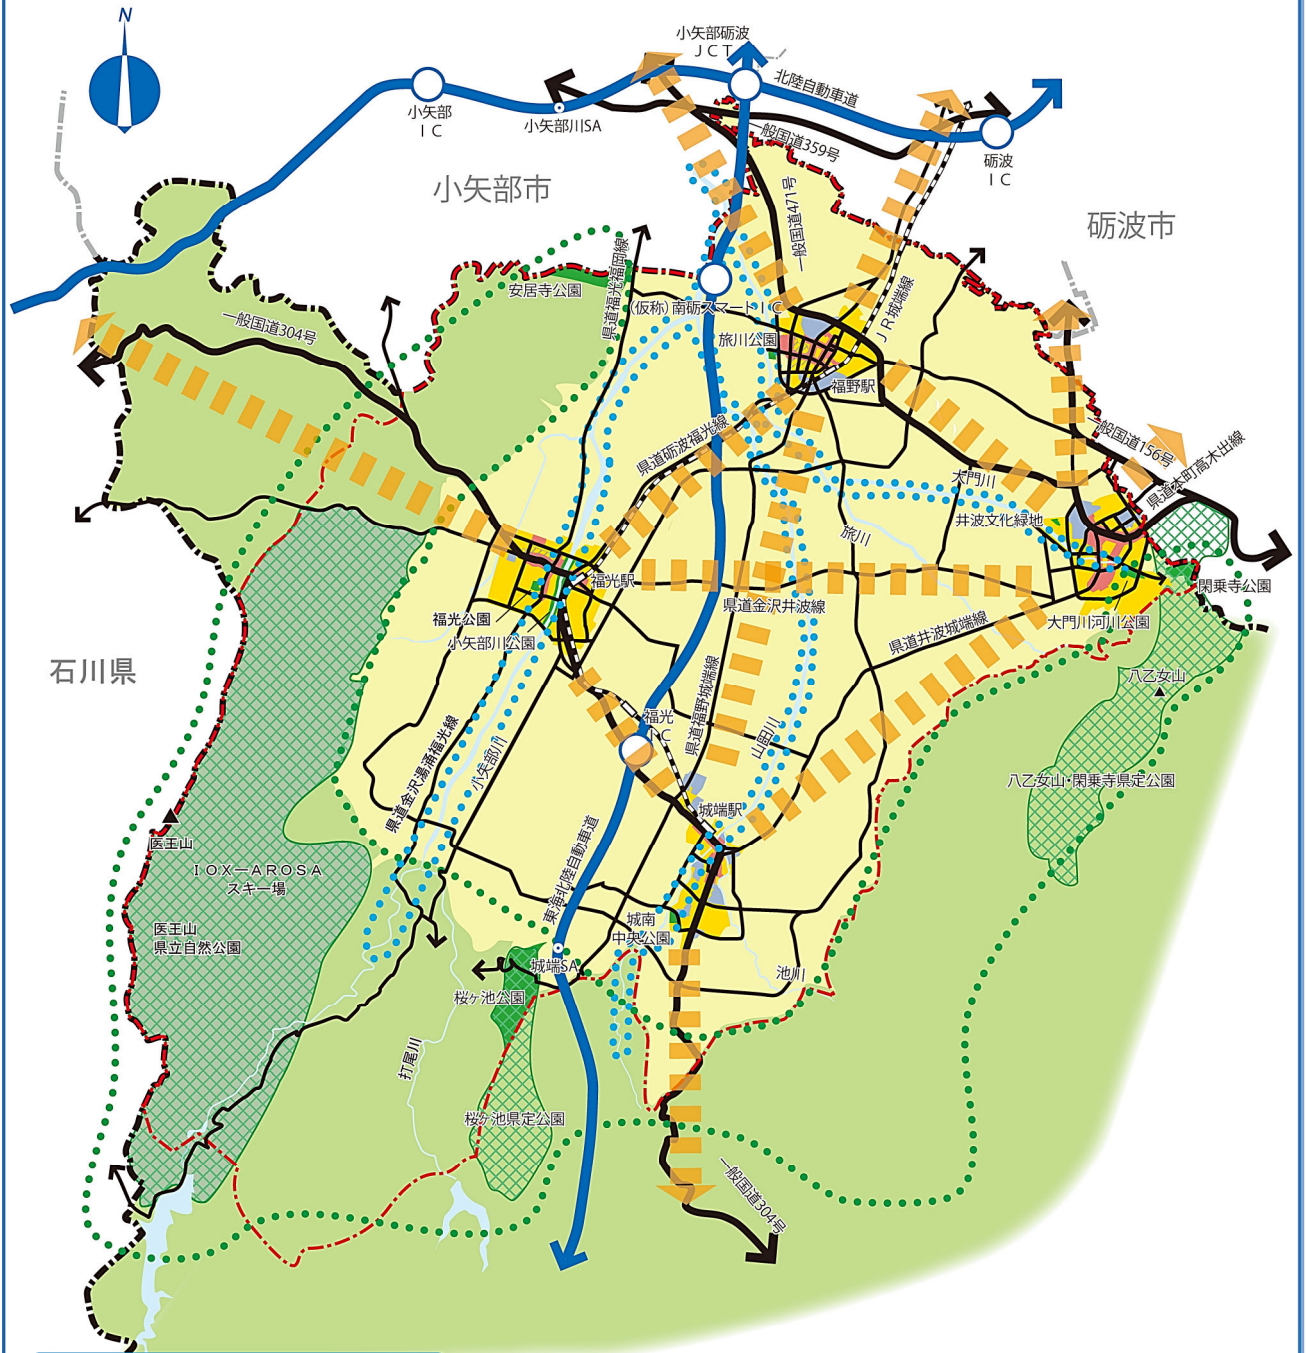 N
小矢部砺波
ＪＣＴ
北陸自動車道
小矢部
ＩＣ
小矢部川SA
一般国道359号
砺波
ＩＣ
小矢部市
一般国道471号
砺波市
県道福光福岡線
安居寺公園
(仮称)南砺スマートＩＣ
ＪＲ城端線
一般国道304号
旅川公園
福野駅
県道砺波福光線
一般国道156号
県道本町高木出線
大門川
井波文化緑地
旅川
福光駅
閑乗寺公園
県道金沢井波線
福光公園
大門川河川公園
小矢部川公園
県道井波城端線
石川県
八乙女山
県道福野城端線
福光
ＩＣ
山田川
県道金沢湯涌福光線
小矢部川
八乙女山・閑乗寺県定公園
城端駅
医王山
東海北陸自動車道
ＩＯＸ－ＡＲＯＳＡ
スキー場
城南
中央公園
医王山
県立自然公園
城端SA
池川
桜ヶ池公園
打尾川
桜ヶ池県定公園
一般国道304号